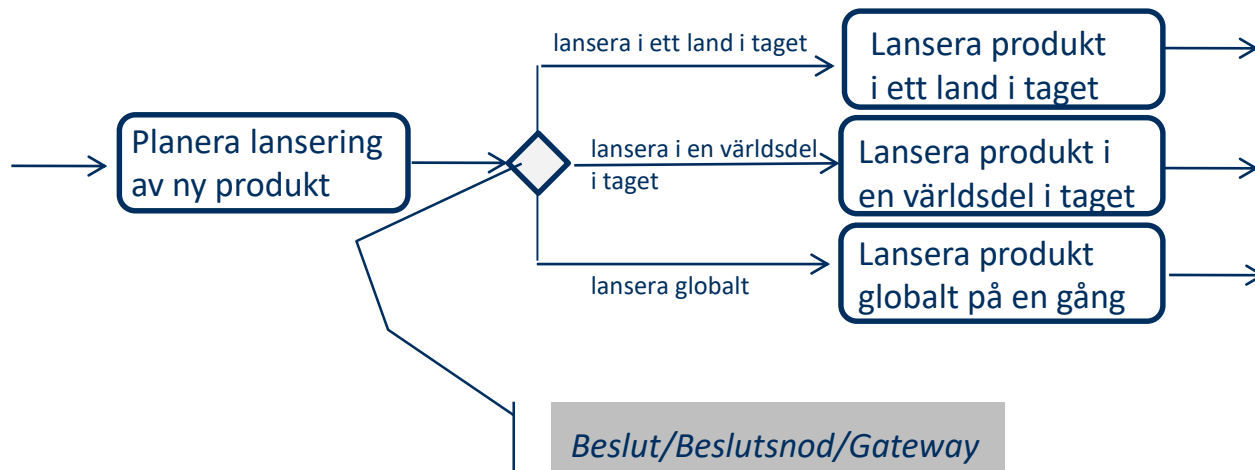 Planera lansering
av ny produkt
lansera i ett land i taget
Lansera produkt
i ett land i taget
lansera i en världsdel
i taget
Lansera produkt i
en världsdel i taget
lansera globalt
Lansera produkt
globalt på en gång
Beslut/Beslutsnod/Gateway